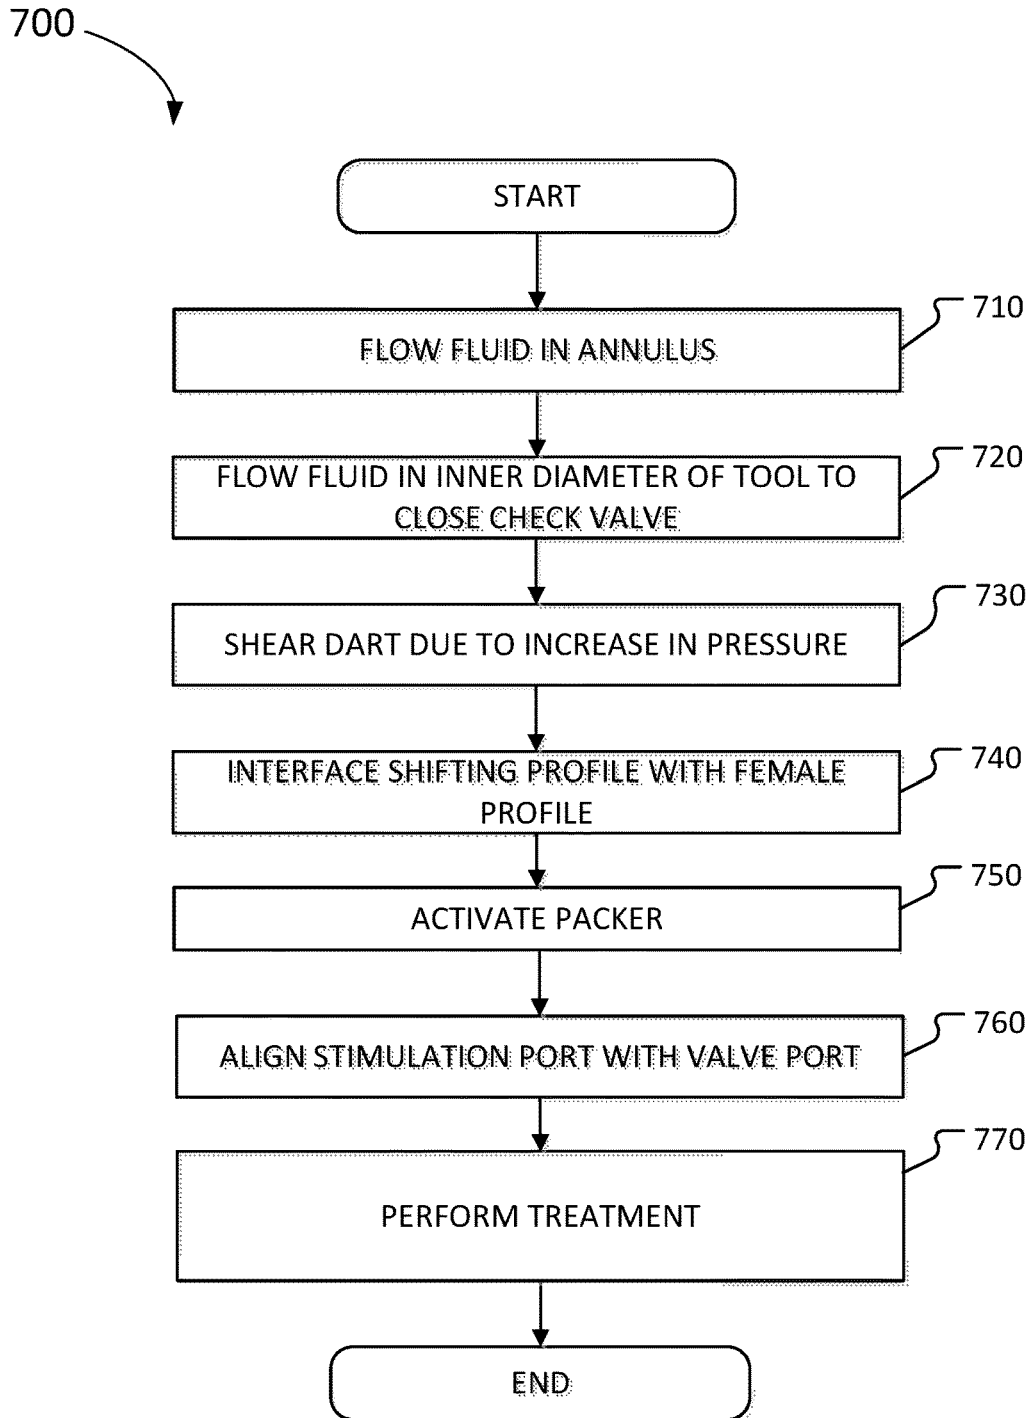 700
START
710
FLOW FLUID IN ANNULUS
720
FLOW FLUID IN INNER DIAMETER OF TOOL TO
CLOSE CHECK VALVE
730
SHEAR DART DUE TO INCREASE IN PRESSURE
740
INTERFACE SHIFTING PROFILE WITH FEMALE
PROFILE
750
ACTIVATE PACKER
760
ALIGN STIMULATION PORT WITH VALVE PORT
770
PERFORM TREATMENT
END